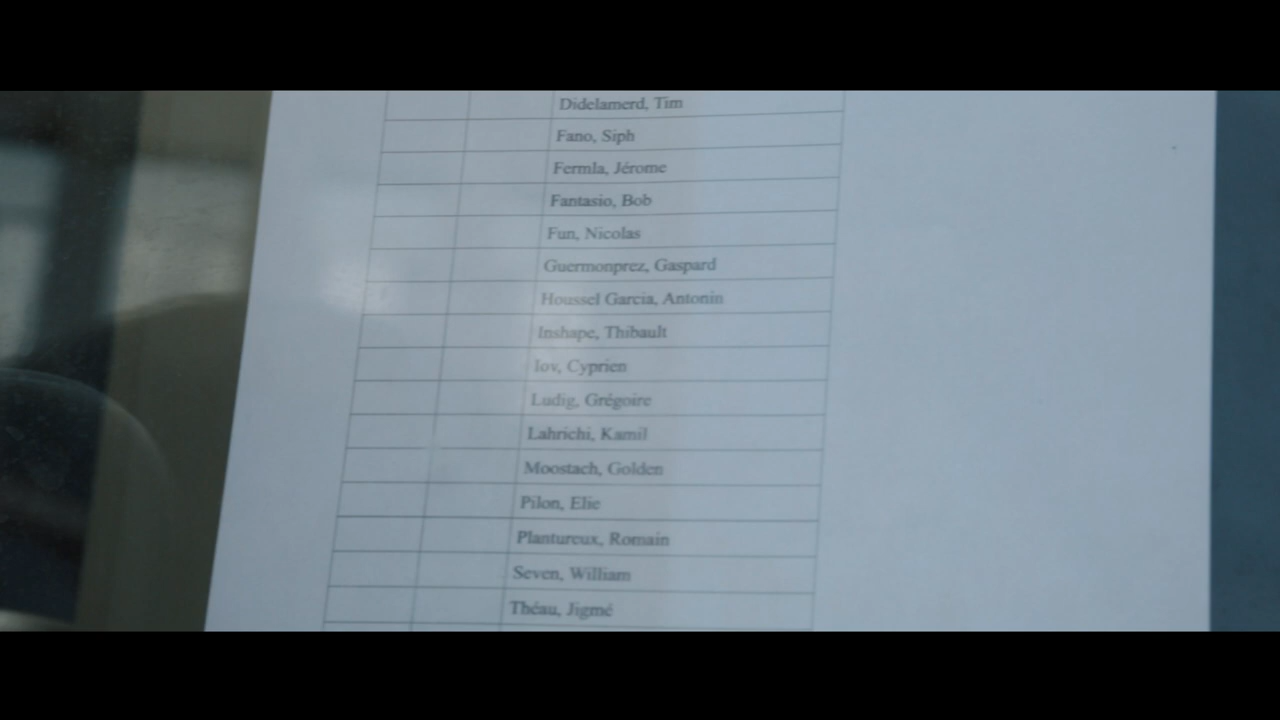 Didelamerd, Tim
Fano, Siph
Fermla, Jérome
Fantasio, Bob
Fun, Nicolas
Guermonprez, Gaspard
Houssel Garcia, Antonin
Inshape, Thibault
Iov, Cyprien
Ludig, Grégoire
Lahrichi, Kamil
Moostach, Golden
Pilon, Elie
Plantureux, Romain
Seven, William
Théau, Jigmé